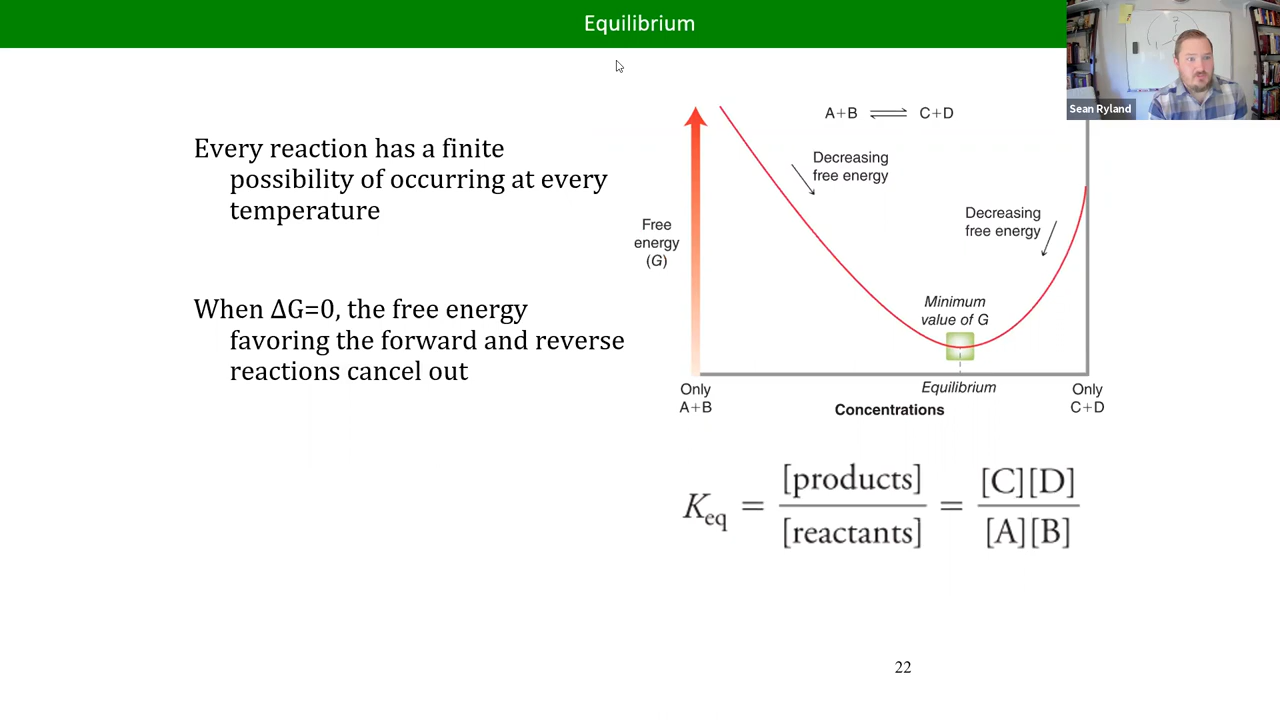 Equilibrium
Sean Ryland
Every reaction has a finite
possibility of occurring at every
temperature
When ΔG=0, the free energy
favoring the forward and reverse
reactions cancel out
A+B ⇌ C+D
Decreasing
free energy
Decreasing
free energy
Free
energy
(G)
Minimum
value of G
Equilibrium
Only
A+B
Only
C+D
Concentrations
Keq = [products] / [reactants] = [C][D] / [A][B]
22